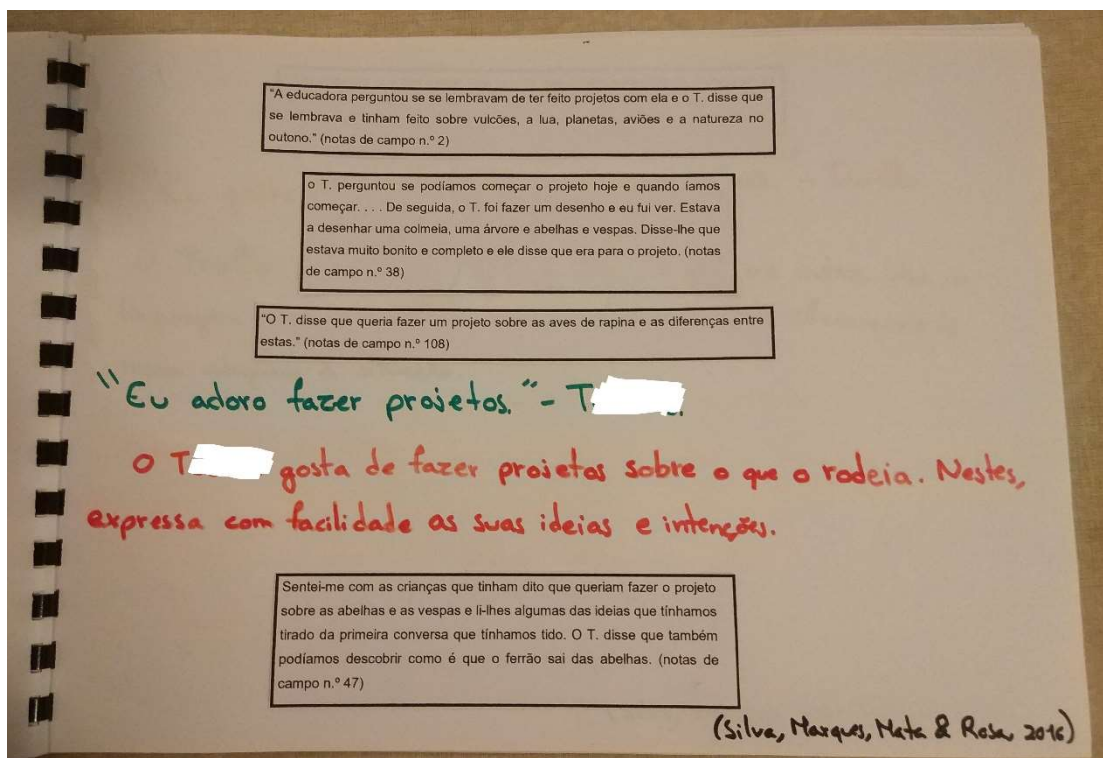 "A educadora perguntou se se lembravam de ter feito projetos com ela e o T. disse que
se lembrava e tinham feito sobre vulcões, a lua, planetas, aviões e a natureza no
outono." (notas de campo n.º 2)
o T. perguntou se podíamos começar o projeto hoje e quando íamos
começar. . . . De seguida, o T. foi fazer um desenho e eu fui ver. Estava
a desenhar uma colmeia, uma árvore e abelhas e vespas. Disse-lhe que
estava muito bonito e completo e ele disse que era para o projeto. (notas
de campo n.º 38)
"O T. disse que queria fazer um projeto sobre as aves de rapina e as diferenças entre
estas." (notas de campo n.º 108)
"Eu adoro fazer projetos." - T
O T gosta de fazer projetos sobre o que o rodeia. Nestes,
expressa com facilidade as suas ideias e intenções.
Sentei-me com as crianças que tinham dito que queriam fazer o projeto
sobre as abelhas e as vespas e li-lhes algumas das ideias que tínhamos
tirado da primeira conversa que tínhamos tido. O T. disse que também
podíamos descobrir como é que o ferrão sai das abelhas. (notas de
campo n.º 47)
(Silva, Marques, Mata & Rosa, 2016)